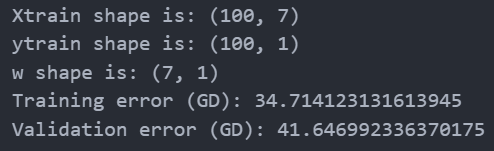 Xtrain shape is: (100, 7)
ytrain shape is: (100, 1)
w shape is: (7, 1)
Training error (GD): 34.714123131613945
Validation error (GD): 41.646992336370175